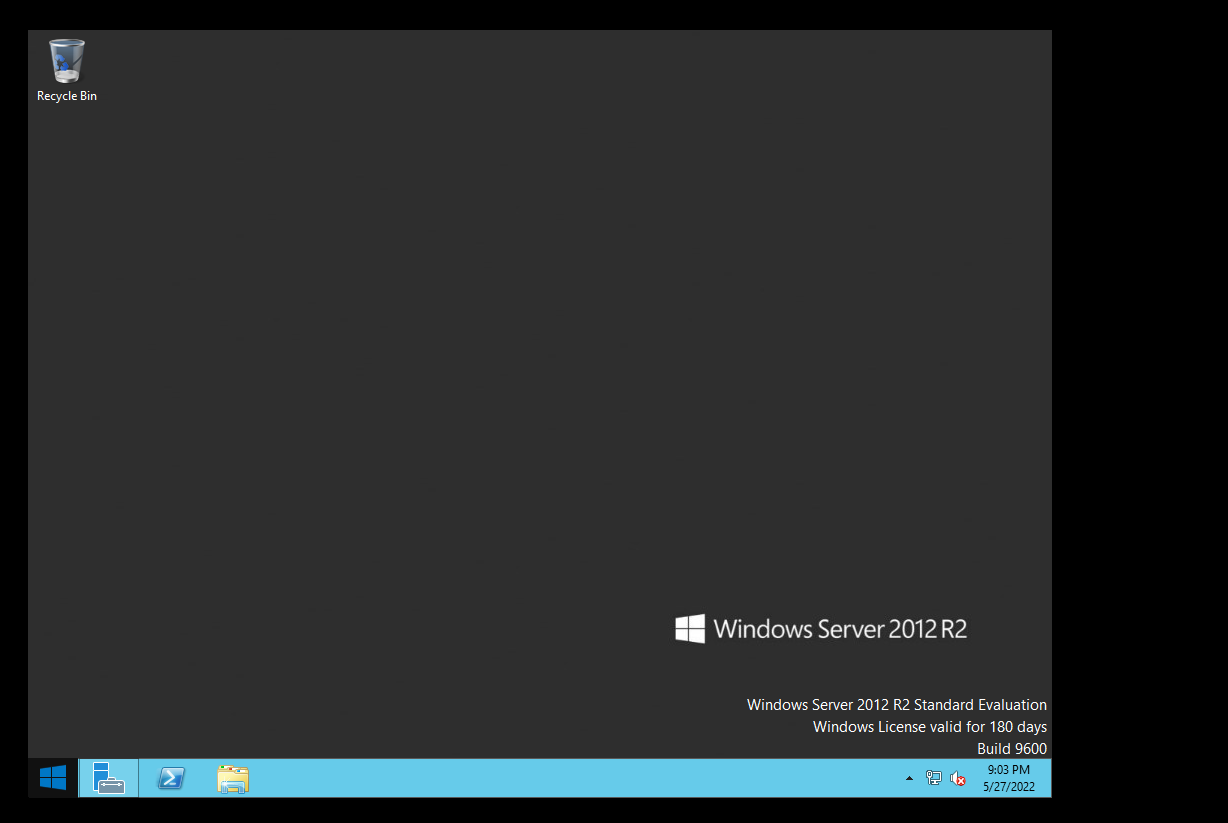 Recycle Bin
Windows Server 2012 R2
Windows Server 2012 R2 Standard Evaluation
Windows License valid for 180 days
Build 9600
9:03 PM
5/27/2022